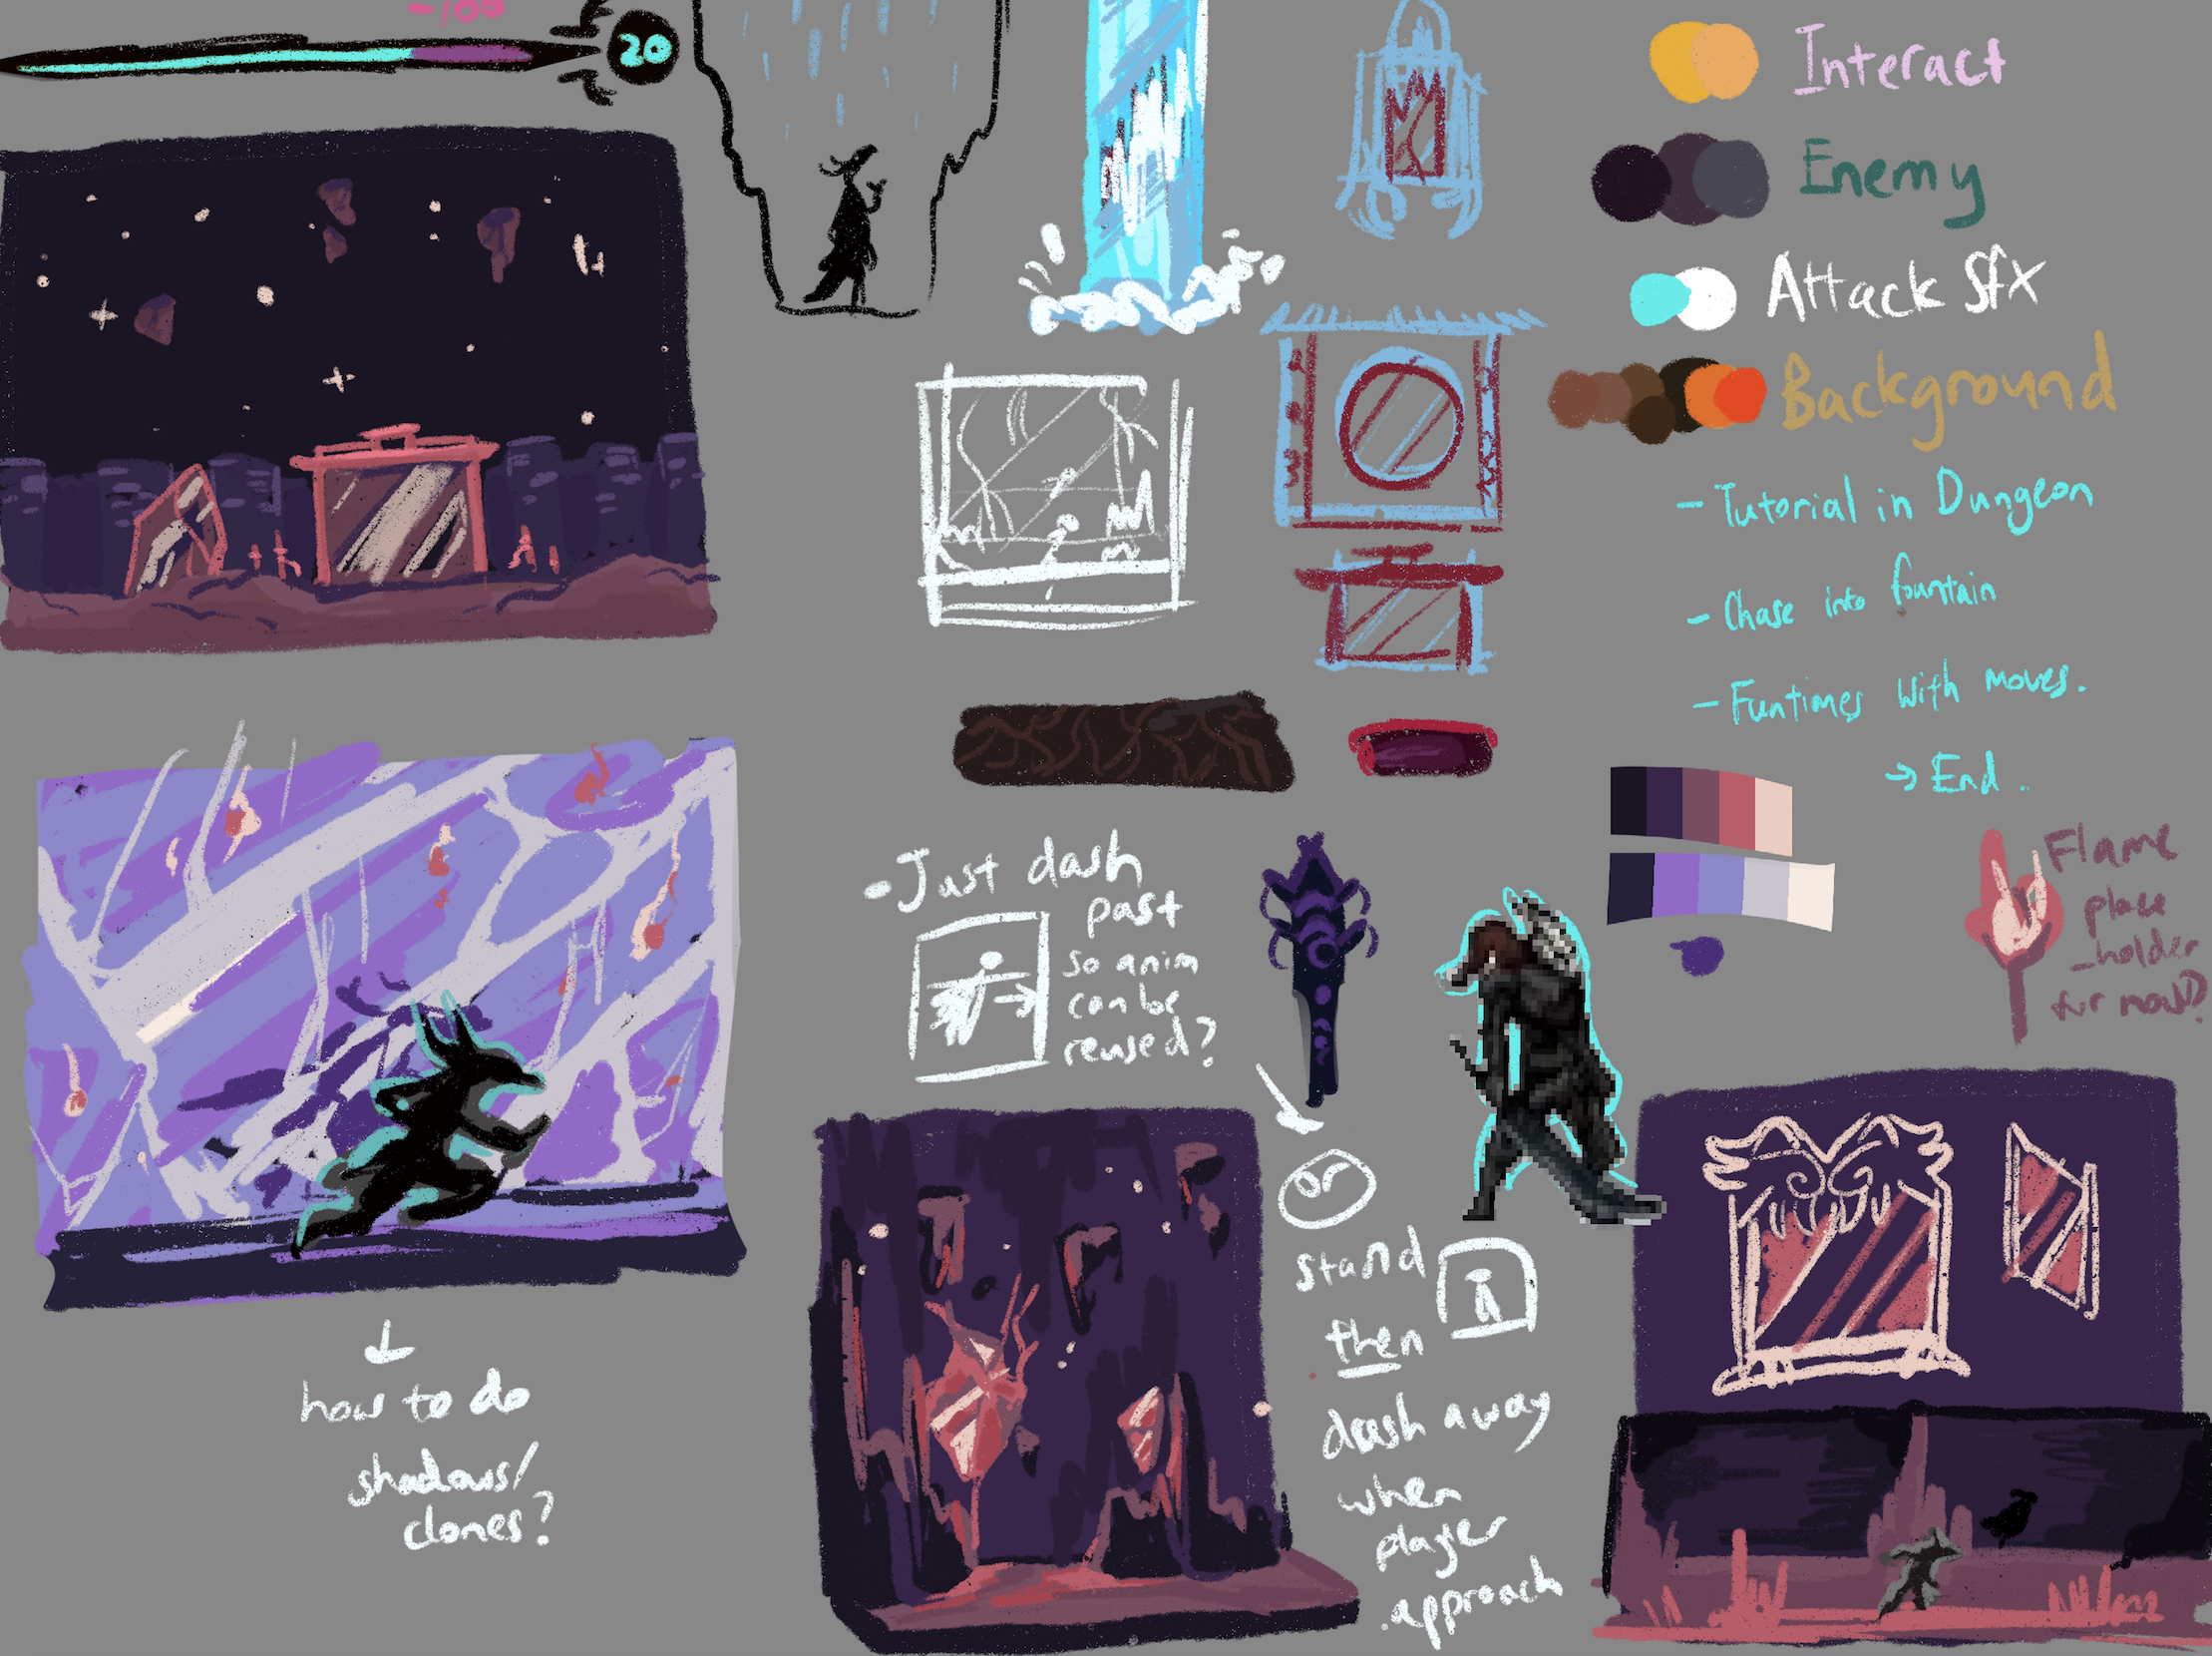 -100
20
Interact
Enemy
Attack SFX
Background
- Tutorial in Dungeon
- Chase into fountain
- Funtimes with moves.
→ End.
- Just dash
past
so anim
can be
reused?
Flame
place
-holder
for now?
or
stand
then
dash away
when
player
approach
↓
how to do
shadows/
clones?